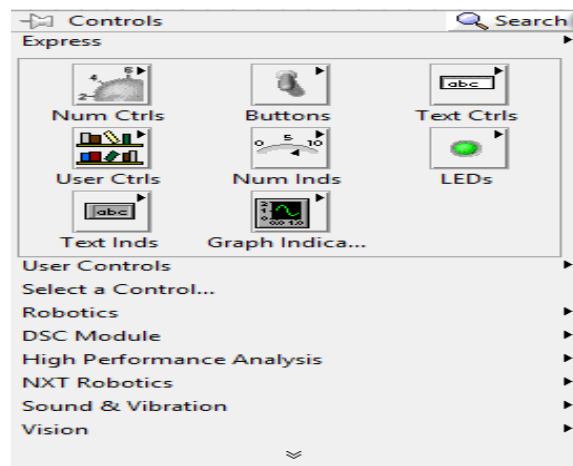 Controls Search
Express
Num Ctrls Buttons Text Ctrls
User Ctrls Num Inds LEDs
Text Inds Graph Indica...
User Controls
Select a Control...
Robotics
DSC Module
High Performance Analysis
NXT Robotics
Sound & Vibration
Vision